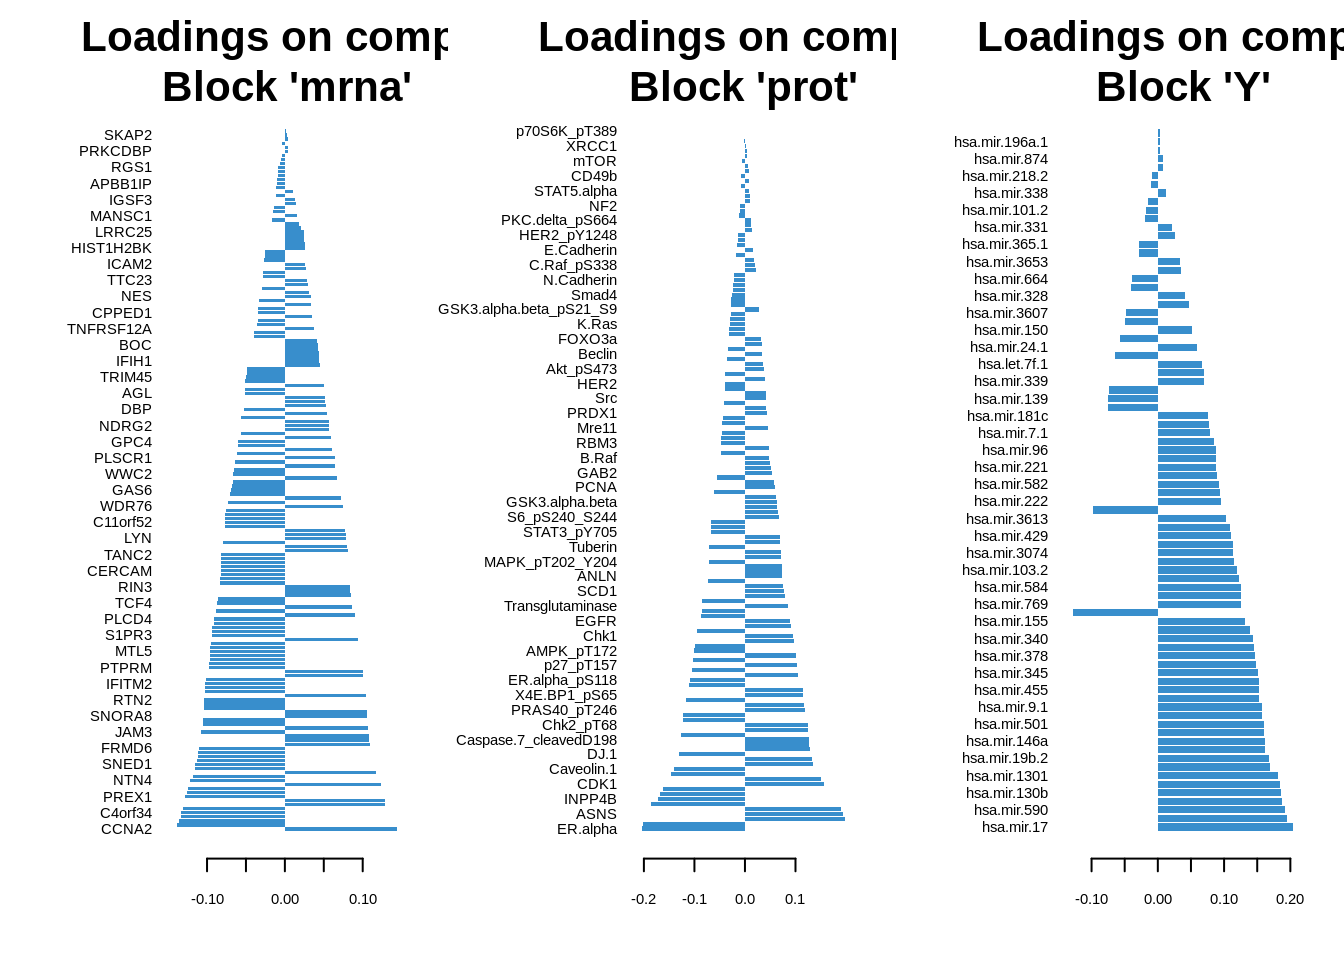 Loadings on comp
Block 'mrna'
SKAP2
PRKCDBP
RGS1
APBB1IP
IGSF3
MANSC1
LRRC25
HIST1H2BK
ICAM2
TTC23
NES
CPPED1
TNFRSF12A
BOC
IFIH1
TRIM45
AGL
DBP
NDRG2
GPC4
PLSCR1
WWC2
GAS6
WDR76
C11orf52
LYN
TANC2
CERCAM
RIN3
TCF4
PLCD4
S1PR3
MTL5
PTPRM
IFITM2
RTN2
SNORA8
JAM3
FRMD6
SNED1
NTN4
PREX1
C4orf34
CCNA2
-0.10 0.00 0.10
Loadings on comp
Block 'prot'
p70S6K_pT389
XRCC1
mTOR
CD49b
STAT5.alpha
NF2
PKC.delta_pS664
HER2_pY1248
E.Cadherin
C.Raf_pS338
N.Cadherin
Smad4
GSK3.alpha.beta_pS21_S9
K.Ras
FOXO3a
Beclin
Akt_pS473
HER2
Src
PRDX1
Mre11
RBM3
B.Raf
GAB2
PCNA
GSK3.alpha.beta
S6_pS240_S244
STAT3_pY705
Tuberin
MAPK_pT202_Y204
ANLN
SCD1
Transglutaminase
EGFR
Chk1
AMPK_pT172
p27_pT157
ER.alpha_pS118
X4E.BP1_pS65
PRAS40_pT246
Chk2_pT68
Caspase.7_cleavedD198
DJ.1
Caveolin.1
CDK1
INPP4B
ASNS
ER.alpha
-0.2 -0.1 0.0 0.1
Loadings on comp
Block 'Y'
hsa.mir.196a.1
hsa.mir.874
hsa.mir.218.2
hsa.mir.338
hsa.mir.101.2
hsa.mir.331
hsa.mir.365.1
hsa.mir.3653
hsa.mir.664
hsa.mir.328
hsa.mir.3607
hsa.mir.150
hsa.mir.24.1
hsa.let.7f.1
hsa.mir.339
hsa.mir.139
hsa.mir.181c
hsa.mir.7.1
hsa.mir.96
hsa.mir.221
hsa.mir.582
hsa.mir.222
hsa.mir.3613
hsa.mir.429
hsa.mir.3074
hsa.mir.103.2
hsa.mir.584
hsa.mir.769
hsa.mir.155
hsa.mir.340
hsa.mir.378
hsa.mir.345
hsa.mir.455
hsa.mir.9.1
hsa.mir.501
hsa.mir.146a
hsa.mir.19b.2
hsa.mir.1301
hsa.mir.130b
hsa.mir.590
hsa.mir.17
-0.10 0.00 0.10 0.20